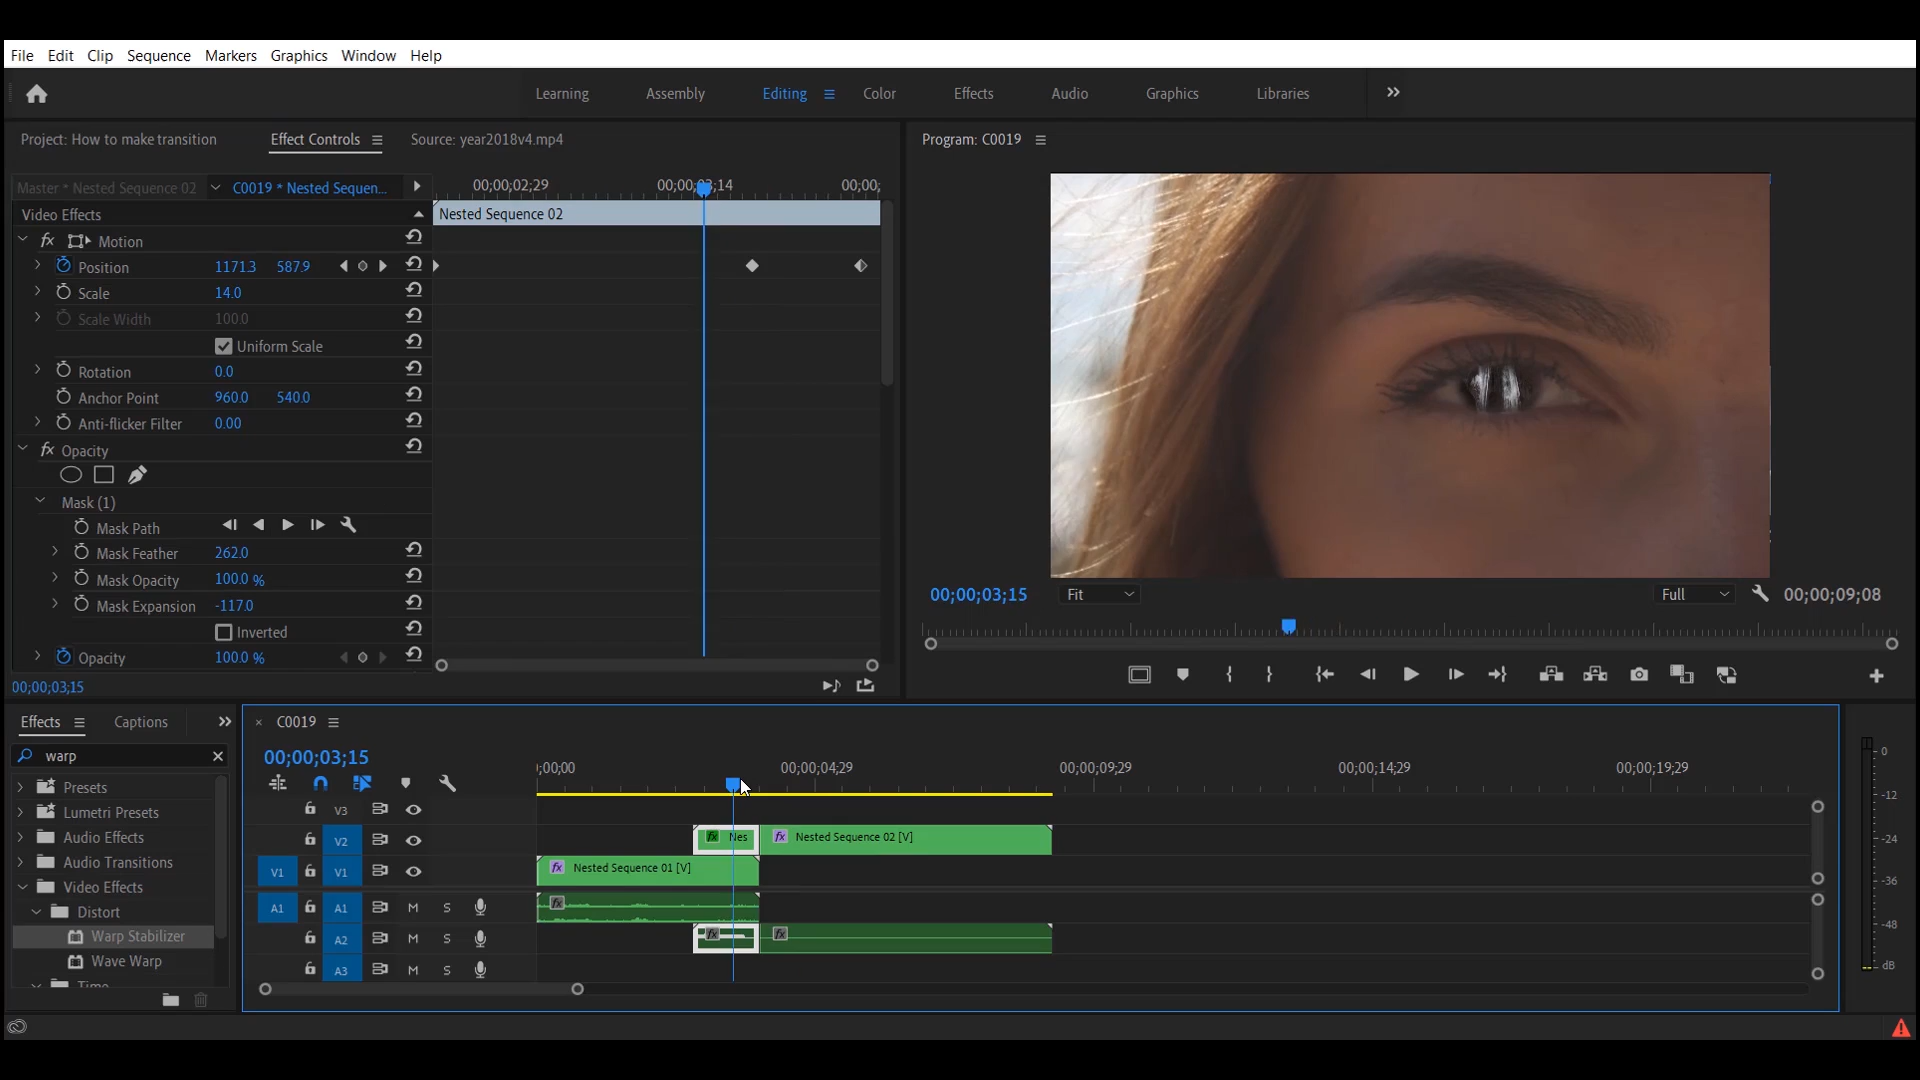 File Edit Clip Sequence Markers Graphics Window Help
Learning Assembly Editing Color Effects Audio Graphics Libraries
Project: How to make transition Effect Controls Source: year2018v4.mp4
Program: C0019
Master * Nested Sequence 02 C0019 * Nested Sequen...
00;00;02;29 00;00;03;14 00;00;
Video Effects
Nested Sequence 02
fx Motion
Position 1171.3 587.9
Scale 14.0
Scale Width 100.0
Uniform Scale
Rotation 0.0
Anchor Point 960.0 540.0
Anti-flicker Filter 0.00
fx Opacity
Mask (1)
Mask Path
Mask Feather 262.0
Mask Opacity 100.0 %
Mask Expansion -117.0
Inverted
Opacity 100.0 %
00;00;03;15
00;00;03;15 Fit Full 00;00;09;08
Effects Captions
warp
Presets
Lumetri Presets
Audio Effects
Audio Transitions
Video Effects
Distort
Warp Stabilizer
Wave Warp
Time
C0019
00;00;03;15
;00;00 00;00;04;29 00;00;09;29 00;00;14;29 00;00;19;29
V3
V2 fx Nes fx Nested Sequence 02 [V]
V1 V1 fx Nested Sequence 01 [V]
A1 A1 M S fx
A2 M S fx fx
A3 M S
0
-12
-24
-36
-48
dB